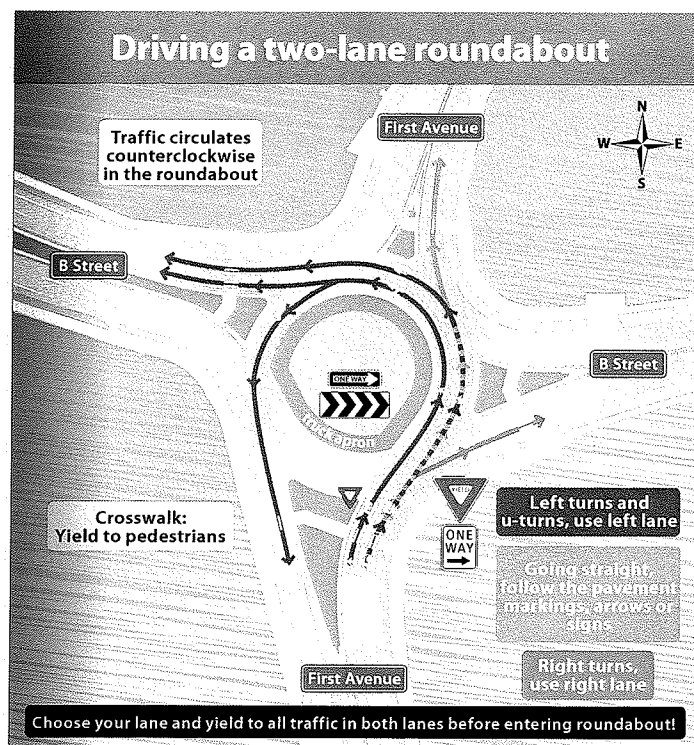 Driving a two-lane roundabout
Traffic circulates
counterclockwise
in the roundabout
First Avenue
N
W
E
S
B Street
B Street
ONE WAY
truck apron
YIELD
ONE
WAY
Crosswalk:
Yield to pedestrians
Left turns and
u-turns, use left lane
Going straight,
follow the pavement
markings, arrows or
signs
Right turns,
use right lane
First Avenue
Choose your lane and yield to all traffic in both lanes before entering roundabout!